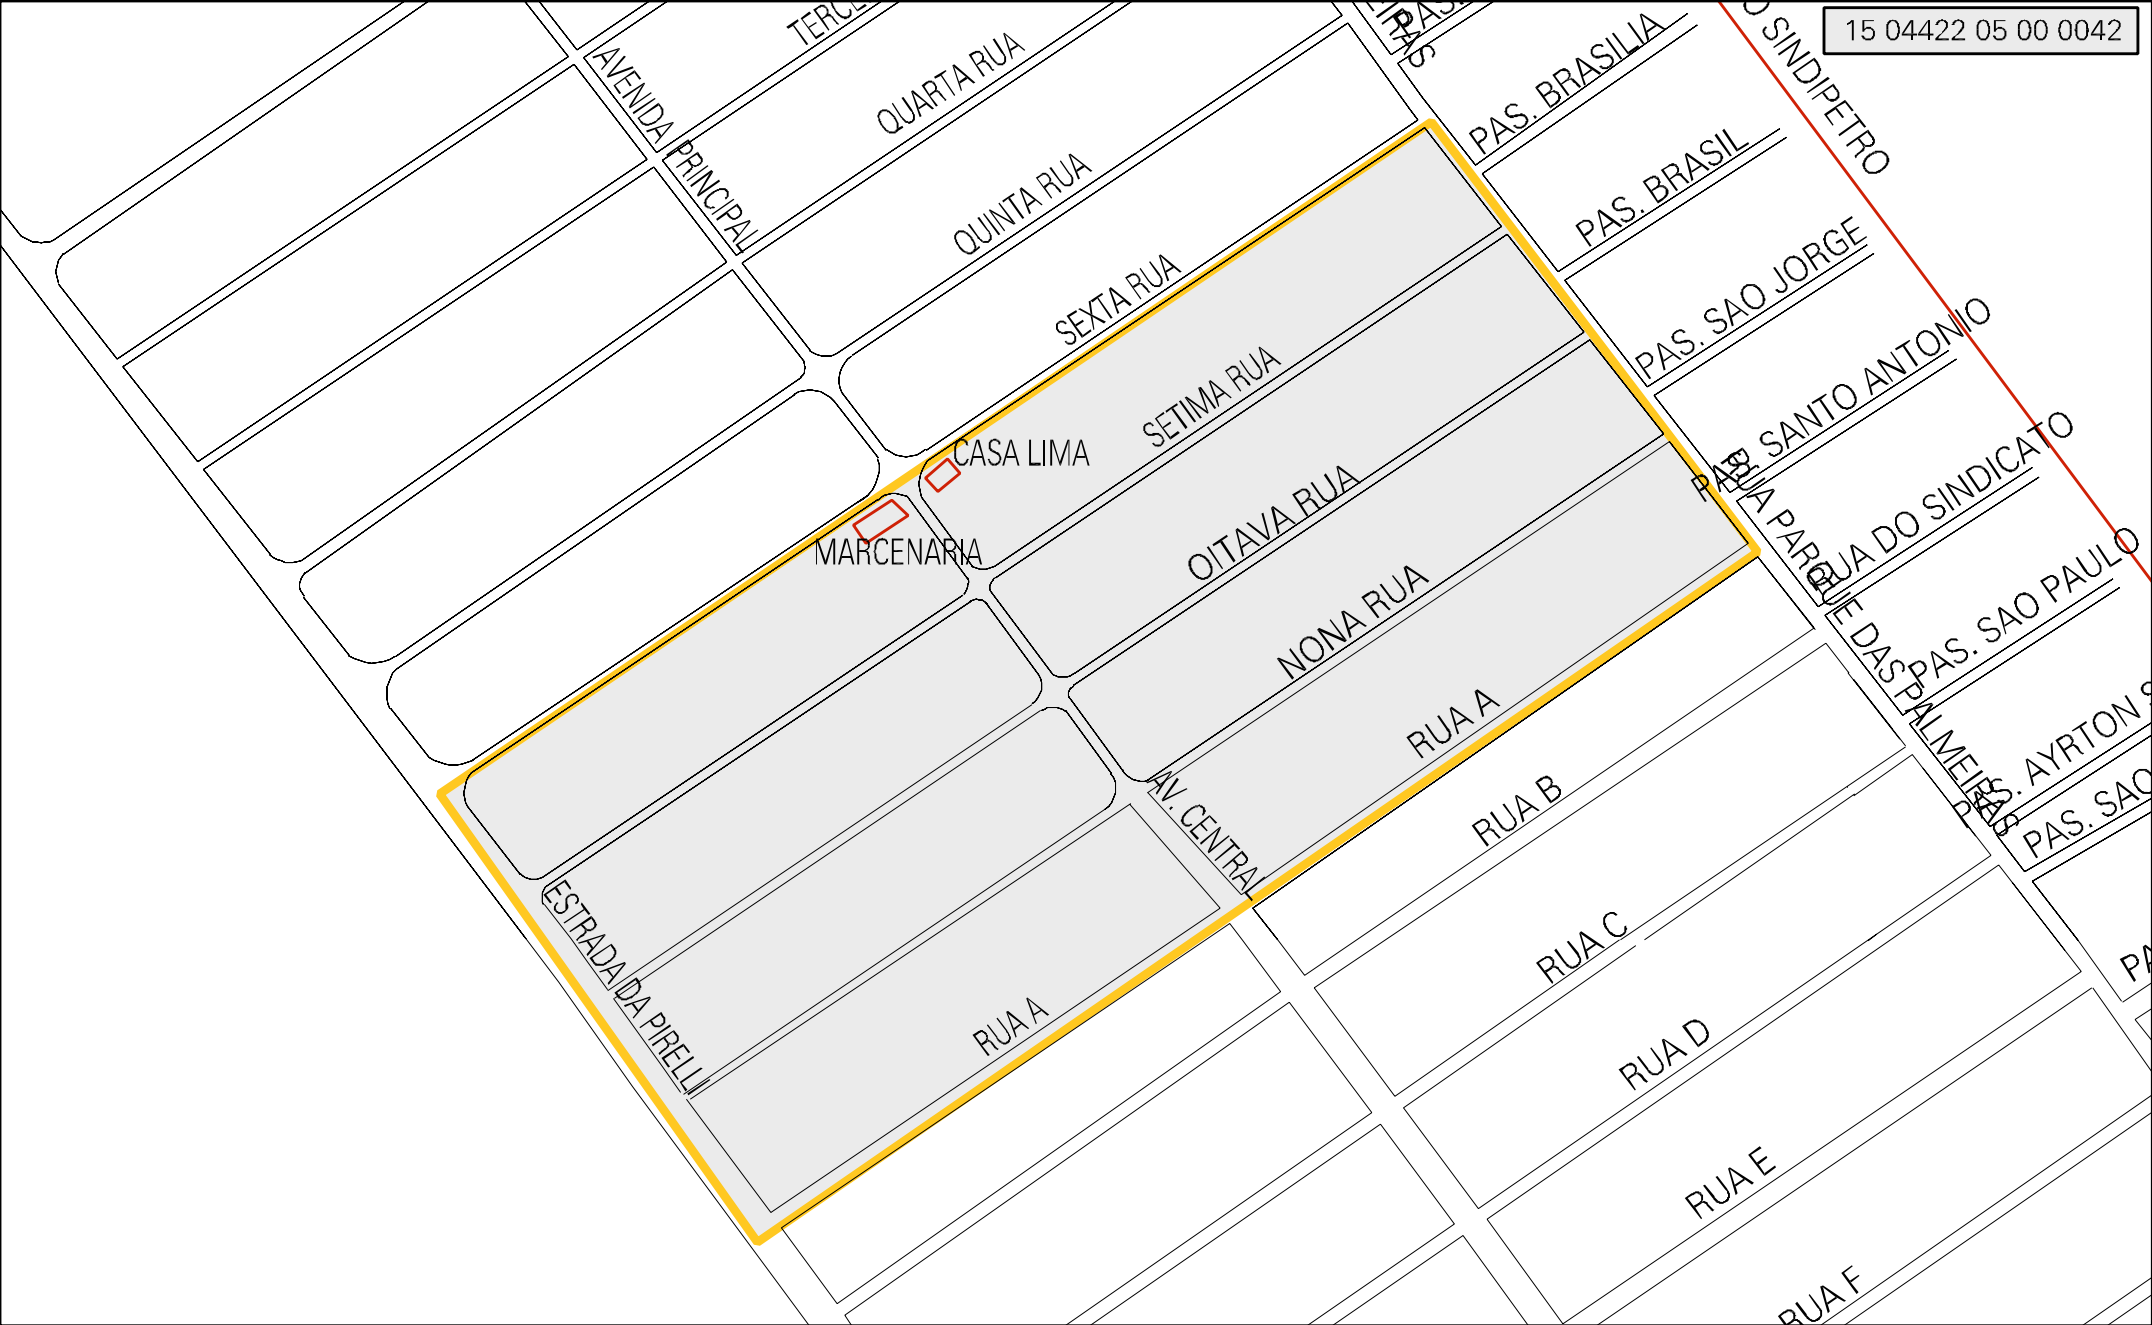 15 04422 05 00 0042
QUARTA RUA
AVENIDA PRINCIPAL
QUINTA RUA
SEXTA RUA
SETIMA RUA
OITAVA RUA
NONA RUA
RUA A
CASA LIMA
MARCENARIA
AV. CENTRAL
ESTRADA DA PIRELLI
RUA A
RUA B
RUA C
RUA D
RUA E
RUA F
PAS.
PAS. BRASILIA
PAS. BRASIL
PAS. SAO JORGE
PAS. SANTO ANTONIO
RUA DO SINDICATO
PAS. SAO PAULO
PAS. AYRTON
PAS. SAO
RUA PARQUE DAS PALMEIRAS
SINDIPETRO